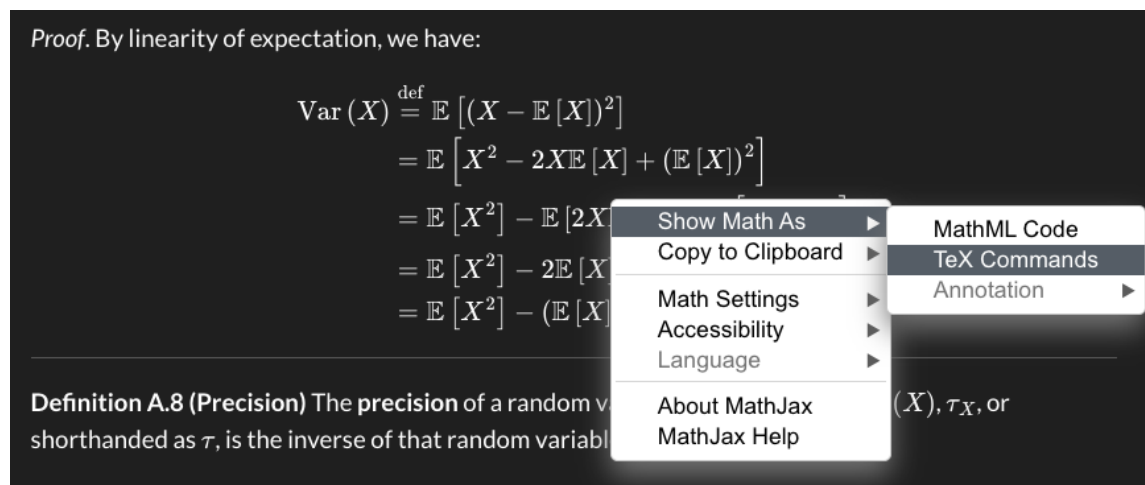 Proof. By linearity of expectation, we have:
Var (X) def= 𝔼 [(X − 𝔼 [X])²]
= 𝔼 [X² − 2X𝔼 [X] + (𝔼 [X])²]
= 𝔼 [X²] − 𝔼 [2X
= 𝔼 [X²] − 2𝔼 [X]
= 𝔼 [X²] − (𝔼 [X]
Show Math As
Copy to Clipboard
Math Settings
Accessibility
Language
About MathJax
MathJax Help
MathML Code
TeX Commands
Annotation
Definition A.8 (Precision) The precision of a random v (X), τ_X, or
shorthanded as τ, is the inverse of that random variabl